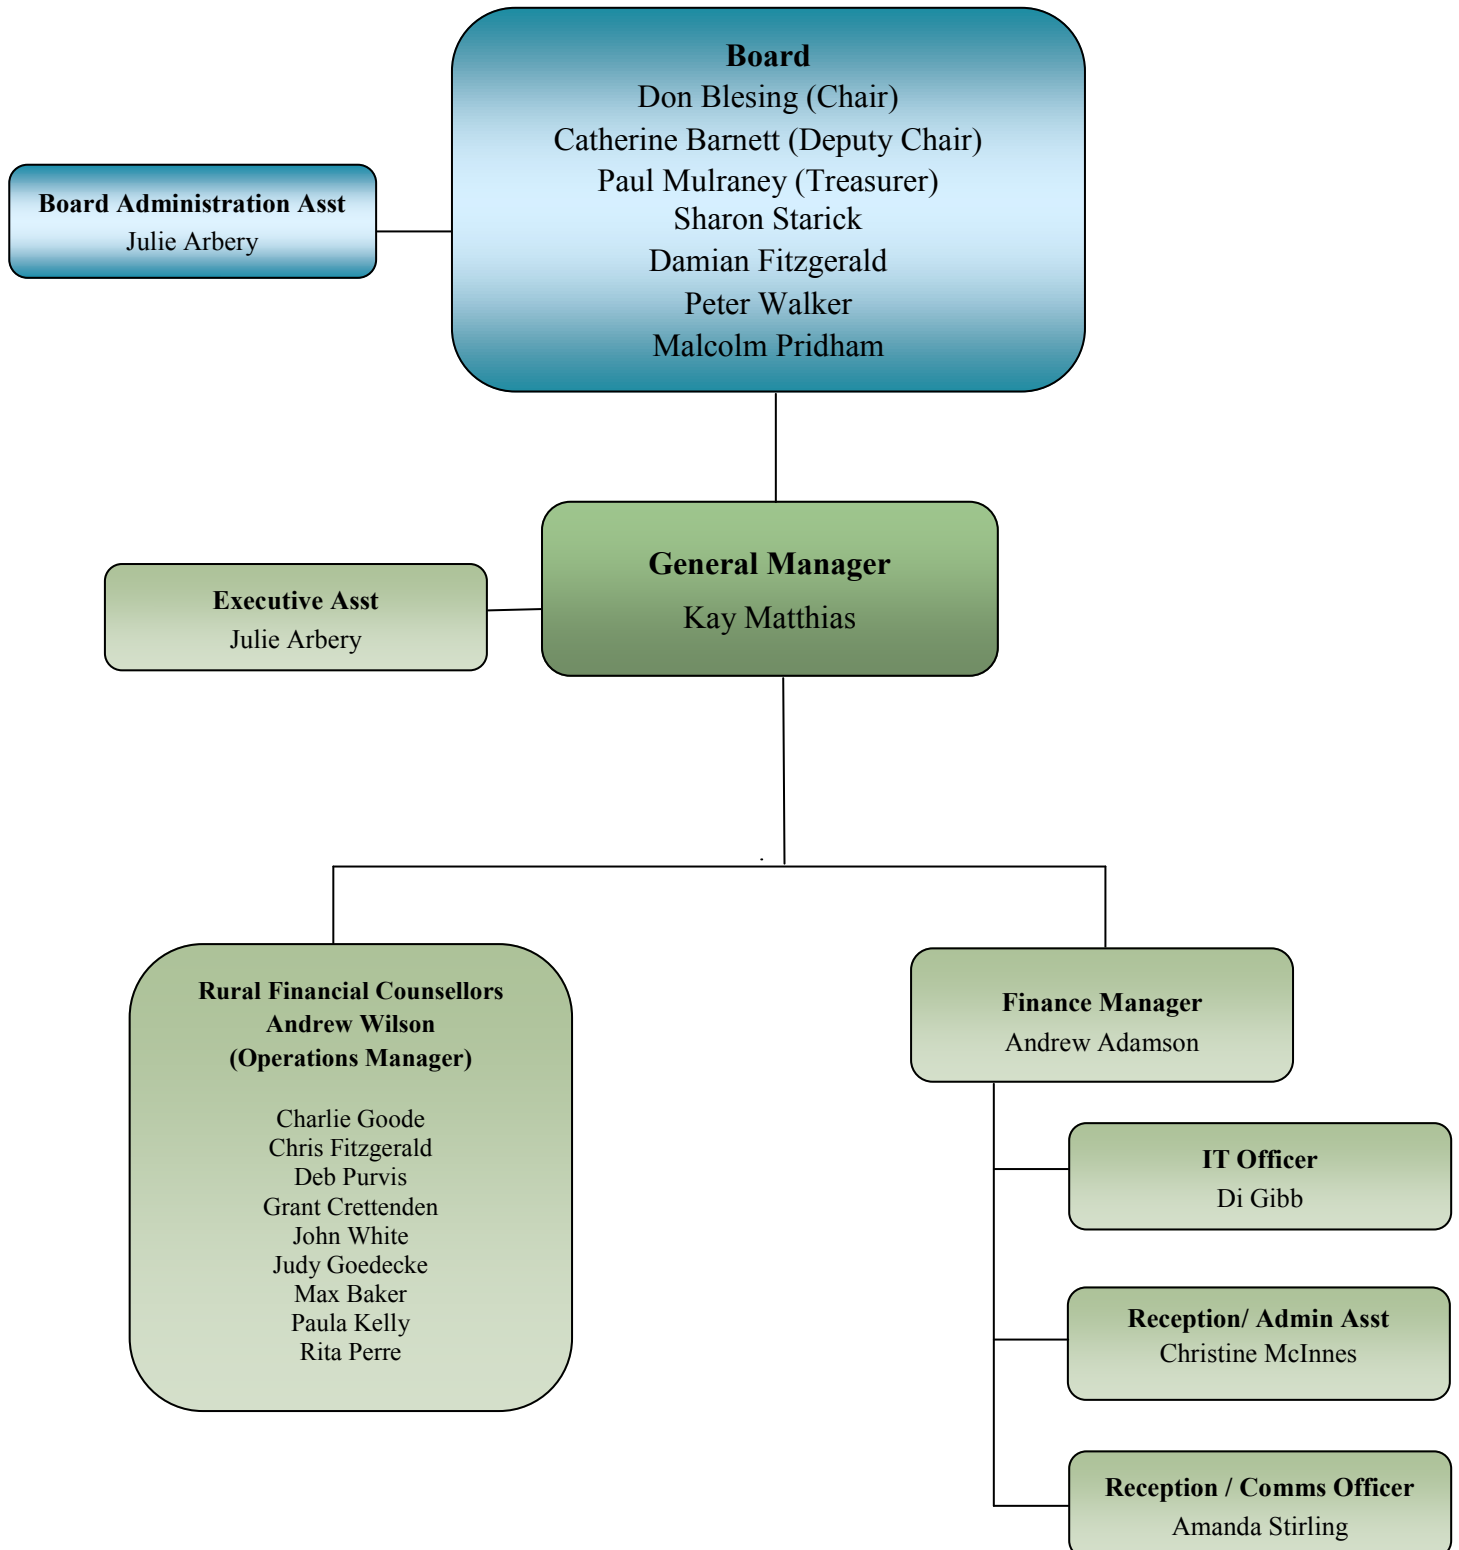 Board
Don Blesing (Chair)
Catherine Barnett (Deputy Chair)
Paul Mulraney (Treasurer)
Sharon Starick
Damian Fitzgerald
Peter Walker
Malcolm Pridham
Board Administration Asst
Julie Arbery
General Manager
Kay Matthias
Executive Asst
Julie Arbery
.
Rural Financial Counsellors
Andrew Wilson
(Operations Manager)
Charlie Goode
Chris Fitzgerald
Deb Purvis
Grant Crettenden
John White
Judy Goedecke
Max Baker
Paula Kelly
Rita Perre
Finance Manager
Andrew Adamson
IT Officer
Di Gibb
Reception/ Admin Asst
Christine McInnes
Reception / Comms Officer
Amanda Stirling